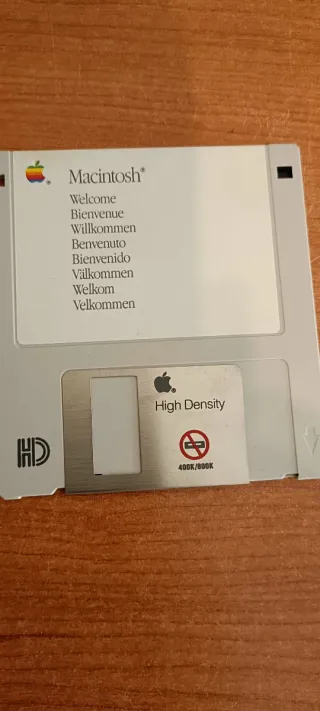 Macintosh®
Welcome
Bienvenue
Willkommen
Benvenuto
Bienvenido
Välkommen
Welkom
Velkommen
®
High Density
HD
400K/800K